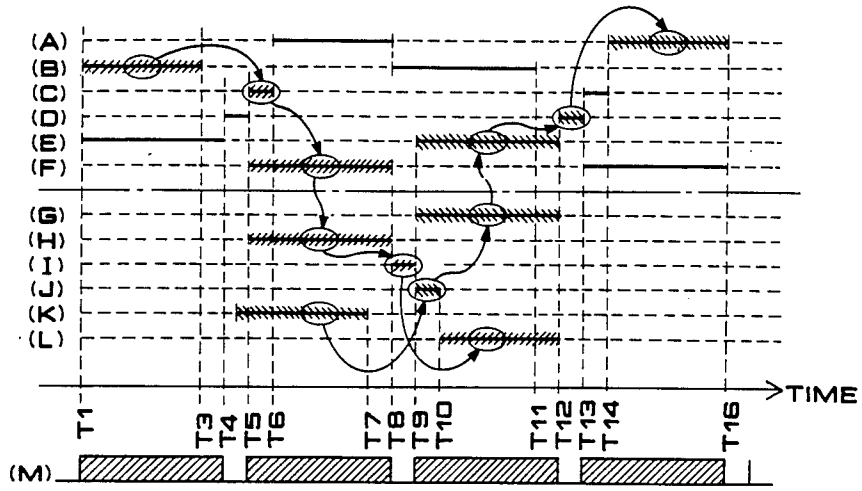 (A)
(B)
(C)
(D)
(E)
(F)
(G)
(H)
(I)
(J)
(K)
(L)
TIME
T1 T3 T4 T5 T6 T7 T8 T9 T10 T11 T12 T13 T14 T16
(M)